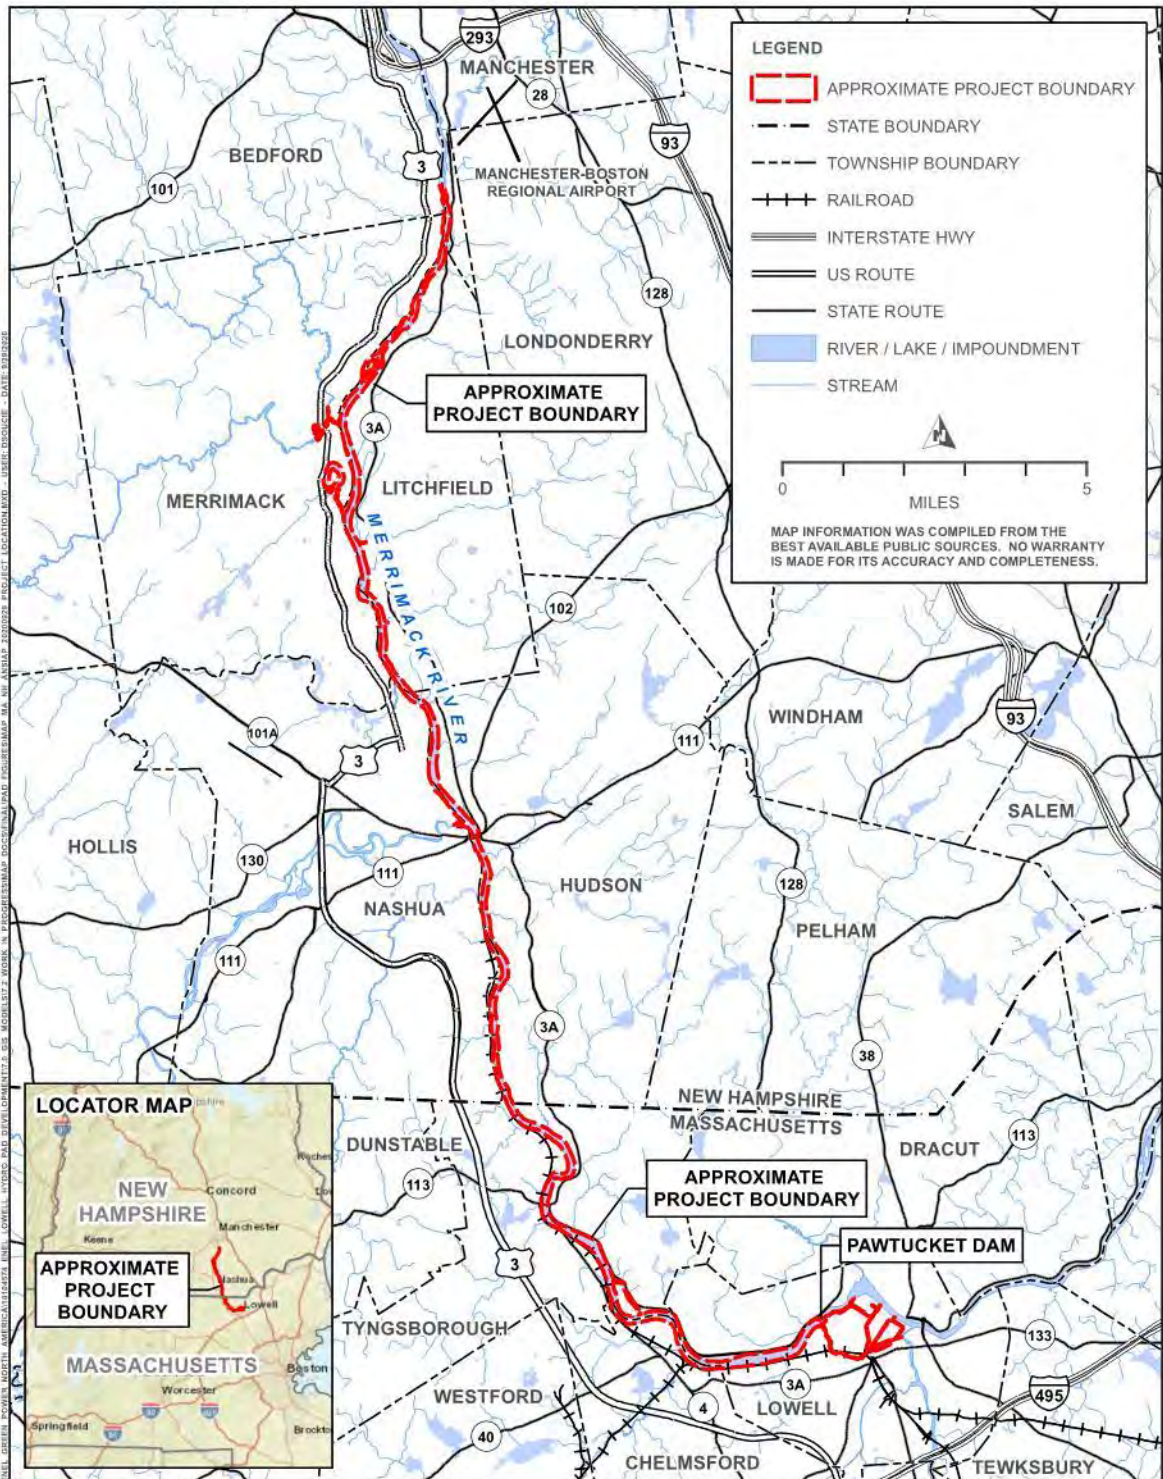 293
MANCHESTER
28
BEDFORD
3
93
101
MANCHESTER-BOSTON
REGIONAL AIRPORT
LEGEND
APPROXIMATE PROJECT BOUNDARY
STATE BOUNDARY
TOWNSHIP BOUNDARY
RAILROAD
INTERSTATE HWY
US ROUTE
STATE ROUTE
RIVER / LAKE / IMPOUNDMENT
STREAM
N
0
5
MILES
MAP INFORMATION WAS COMPILED FROM THE
BEST AVAILABLE PUBLIC SOURCES. NO WARRANTY
IS MADE FOR ITS ACCURACY AND COMPLETENESS.
128
LONDONDERRY
APPROXIMATE
PROJECT BOUNDARY
3A
MERRIMACK
LITCHFIELD
MERRIMACK RIVER
102
WINDHAM
93
101A
111
3
SALEM
HOLLIS
130
111
HUDSON
128
NASHUA
PELHAM
111
3A
38
NEW HAMPSHIRE
MASSACHUSETTS
DUNSTABLE
DRACUT
113
113
APPROXIMATE
PROJECT BOUNDARY
PAWTUCKET DAM
3
TYNGSBOROUGH
133
WESTFORD
3A
495
4
LOWELL
40
CHELMSFORD
TEWKSBURY
LOCATOR MAP
NEW
HAMPSHIRE
Concord
Manchester
Keene
APPROXIMATE
PROJECT
BOUNDARY
Nashua
Lowell
MASSACHUSETTS
Boston
Worcester
Springfield